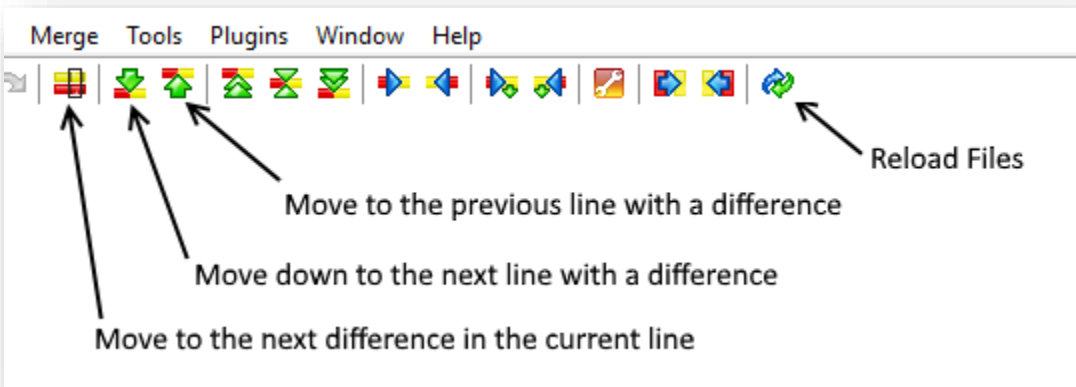 Merge Tools Plugins Window Help
Reload Files
Move to the previous line with a difference
Move down to the next line with a difference
Move to the next difference in the current line